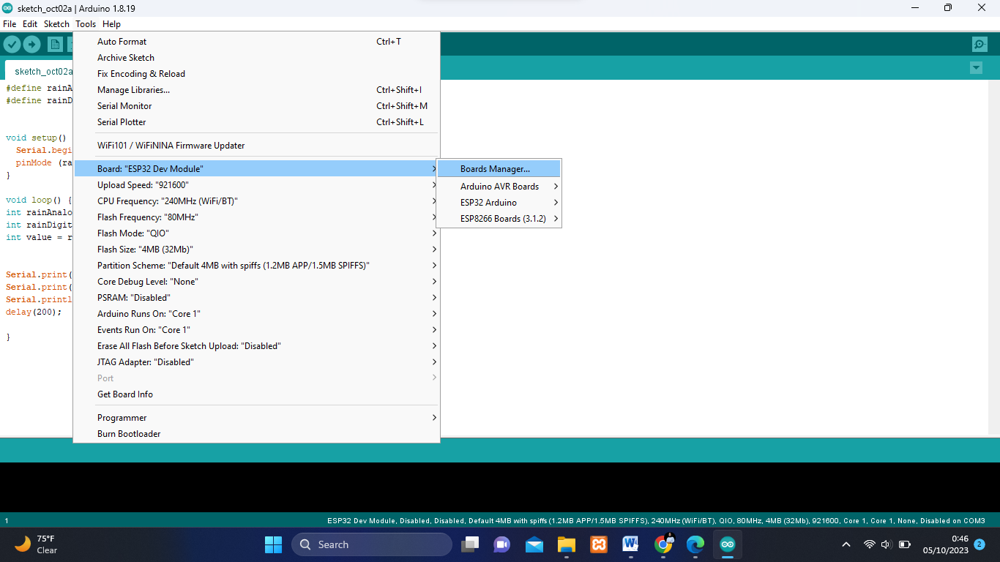 sketch_oct02a | Arduino 1.8.19
File Edit Sketch Tools Help
sketch_oct02a
#define rainA
#define rainD
void setup()
Serial.begi
pinMode (ra
}
void loop() {
int rainAnalo
int rainDigit
int value = r
Serial.print(
Serial.print(
Serial.printl
delay(200);
}
Auto Format Ctrl+T
Archive Sketch
Fix Encoding & Reload
Manage Libraries... Ctrl+Shift+I
Serial Monitor Ctrl+Shift+M
Serial Plotter Ctrl+Shift+L
WiFi101 / WiFiNINA Firmware Updater
Board: "ESP32 Dev Module"
Upload Speed: "921600"
CPU Frequency: "240MHz (WiFi/BT)"
Flash Frequency: "80MHz"
Flash Mode: "QIO"
Flash Size: "4MB (32Mb)"
Partition Scheme: "Default 4MB with spiffs (1.2MB APP/1.5MB SPIFFS)"
Core Debug Level: "None"
PSRAM: "Disabled"
Arduino Runs On: "Core 1"
Events Run On: "Core 1"
Erase All Flash Before Sketch Upload: "Disabled"
JTAG Adapter: "Disabled"
Port
Get Board Info
Programmer
Burn Bootloader
Boards Manager...
Arduino AVR Boards
ESP32 Arduino
ESP8266 Boards (3.1.2)
1 ESP32 Dev Module, Disabled, Disabled, Default 4MB with spiffs (1.2MB APP/1.5MB SPIFFS), 240MHz (WiFi/BT), QIO, 80MHz, 4MB (32Mb), 921600, Core 1, Core 1, None, Disabled on COM3
75°F
Clear
Search
0:46
05/10/2023
2